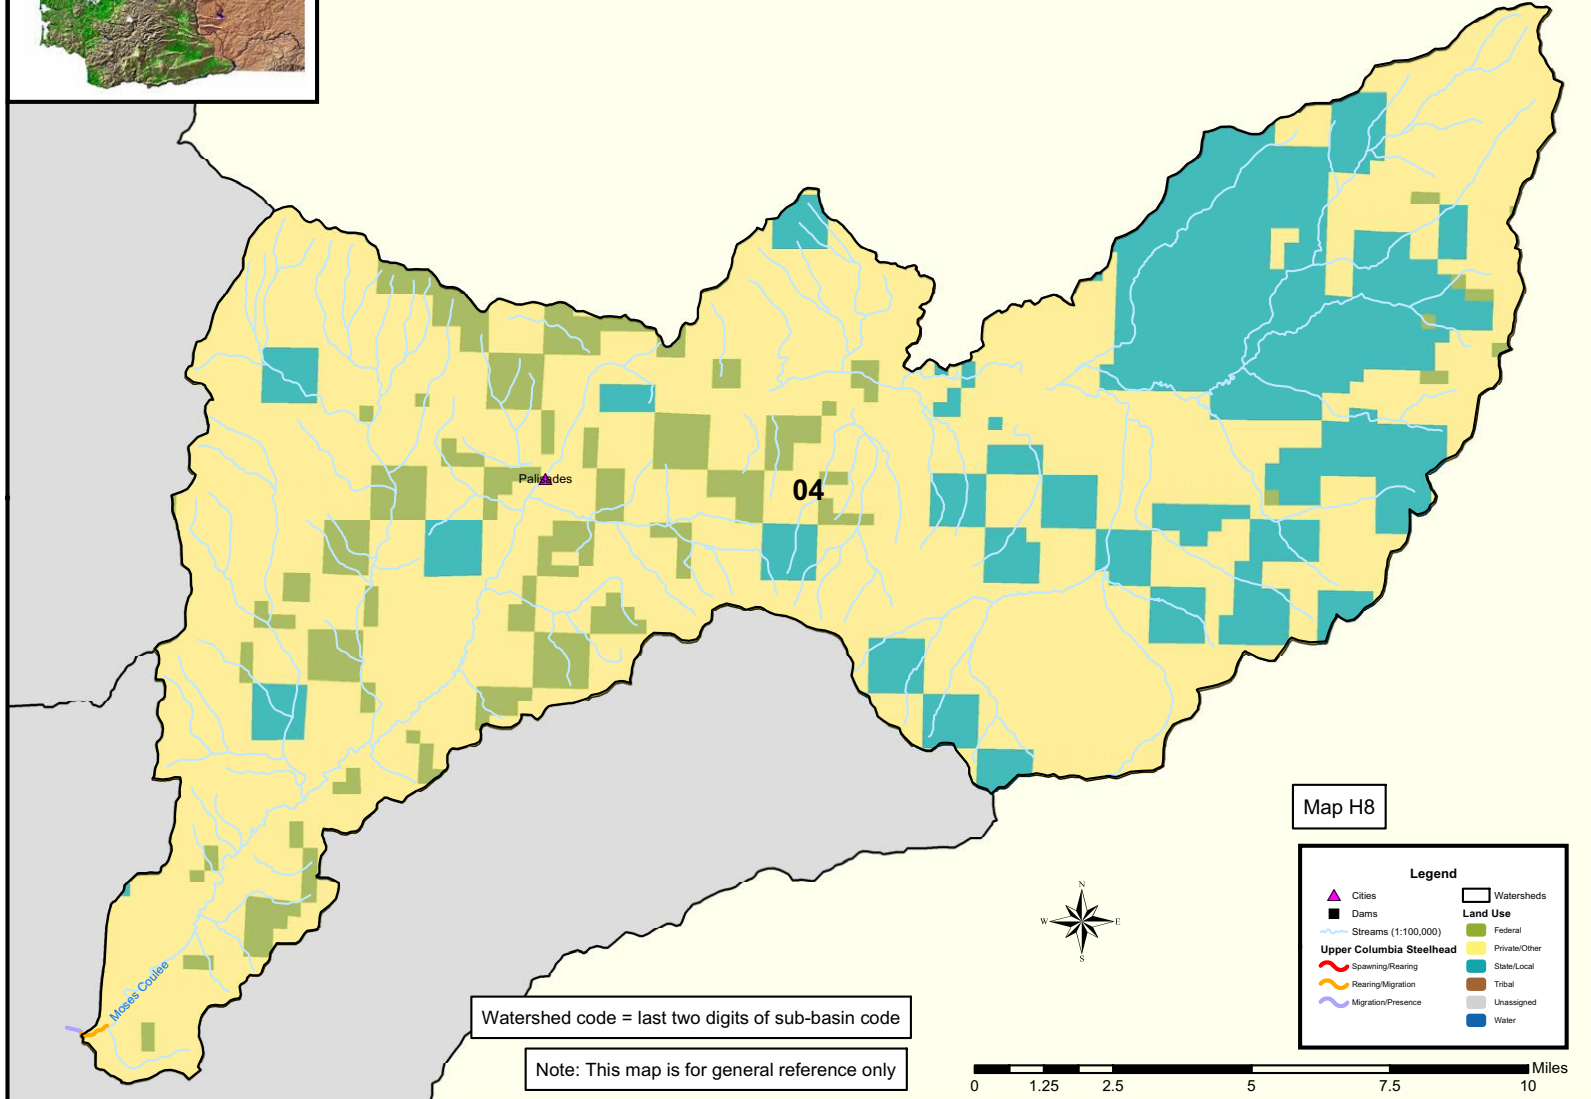 Palisades
04
Moses Coulee
Map H8
Legend
Cities
Dams
Streams (1:100,000)
Upper Columbia Steelhead
Spawning/Rearing
Rearing/Migration
Migration/Presence
Watersheds
Land Use
Federal
Private/Other
State/Local
Tribal
Unassigned
Water
N
W
E
S
Watershed code = last two digits of sub-basin code
Note: This map is for general reference only
Miles
0 1.25 2.5 5 7.5 10